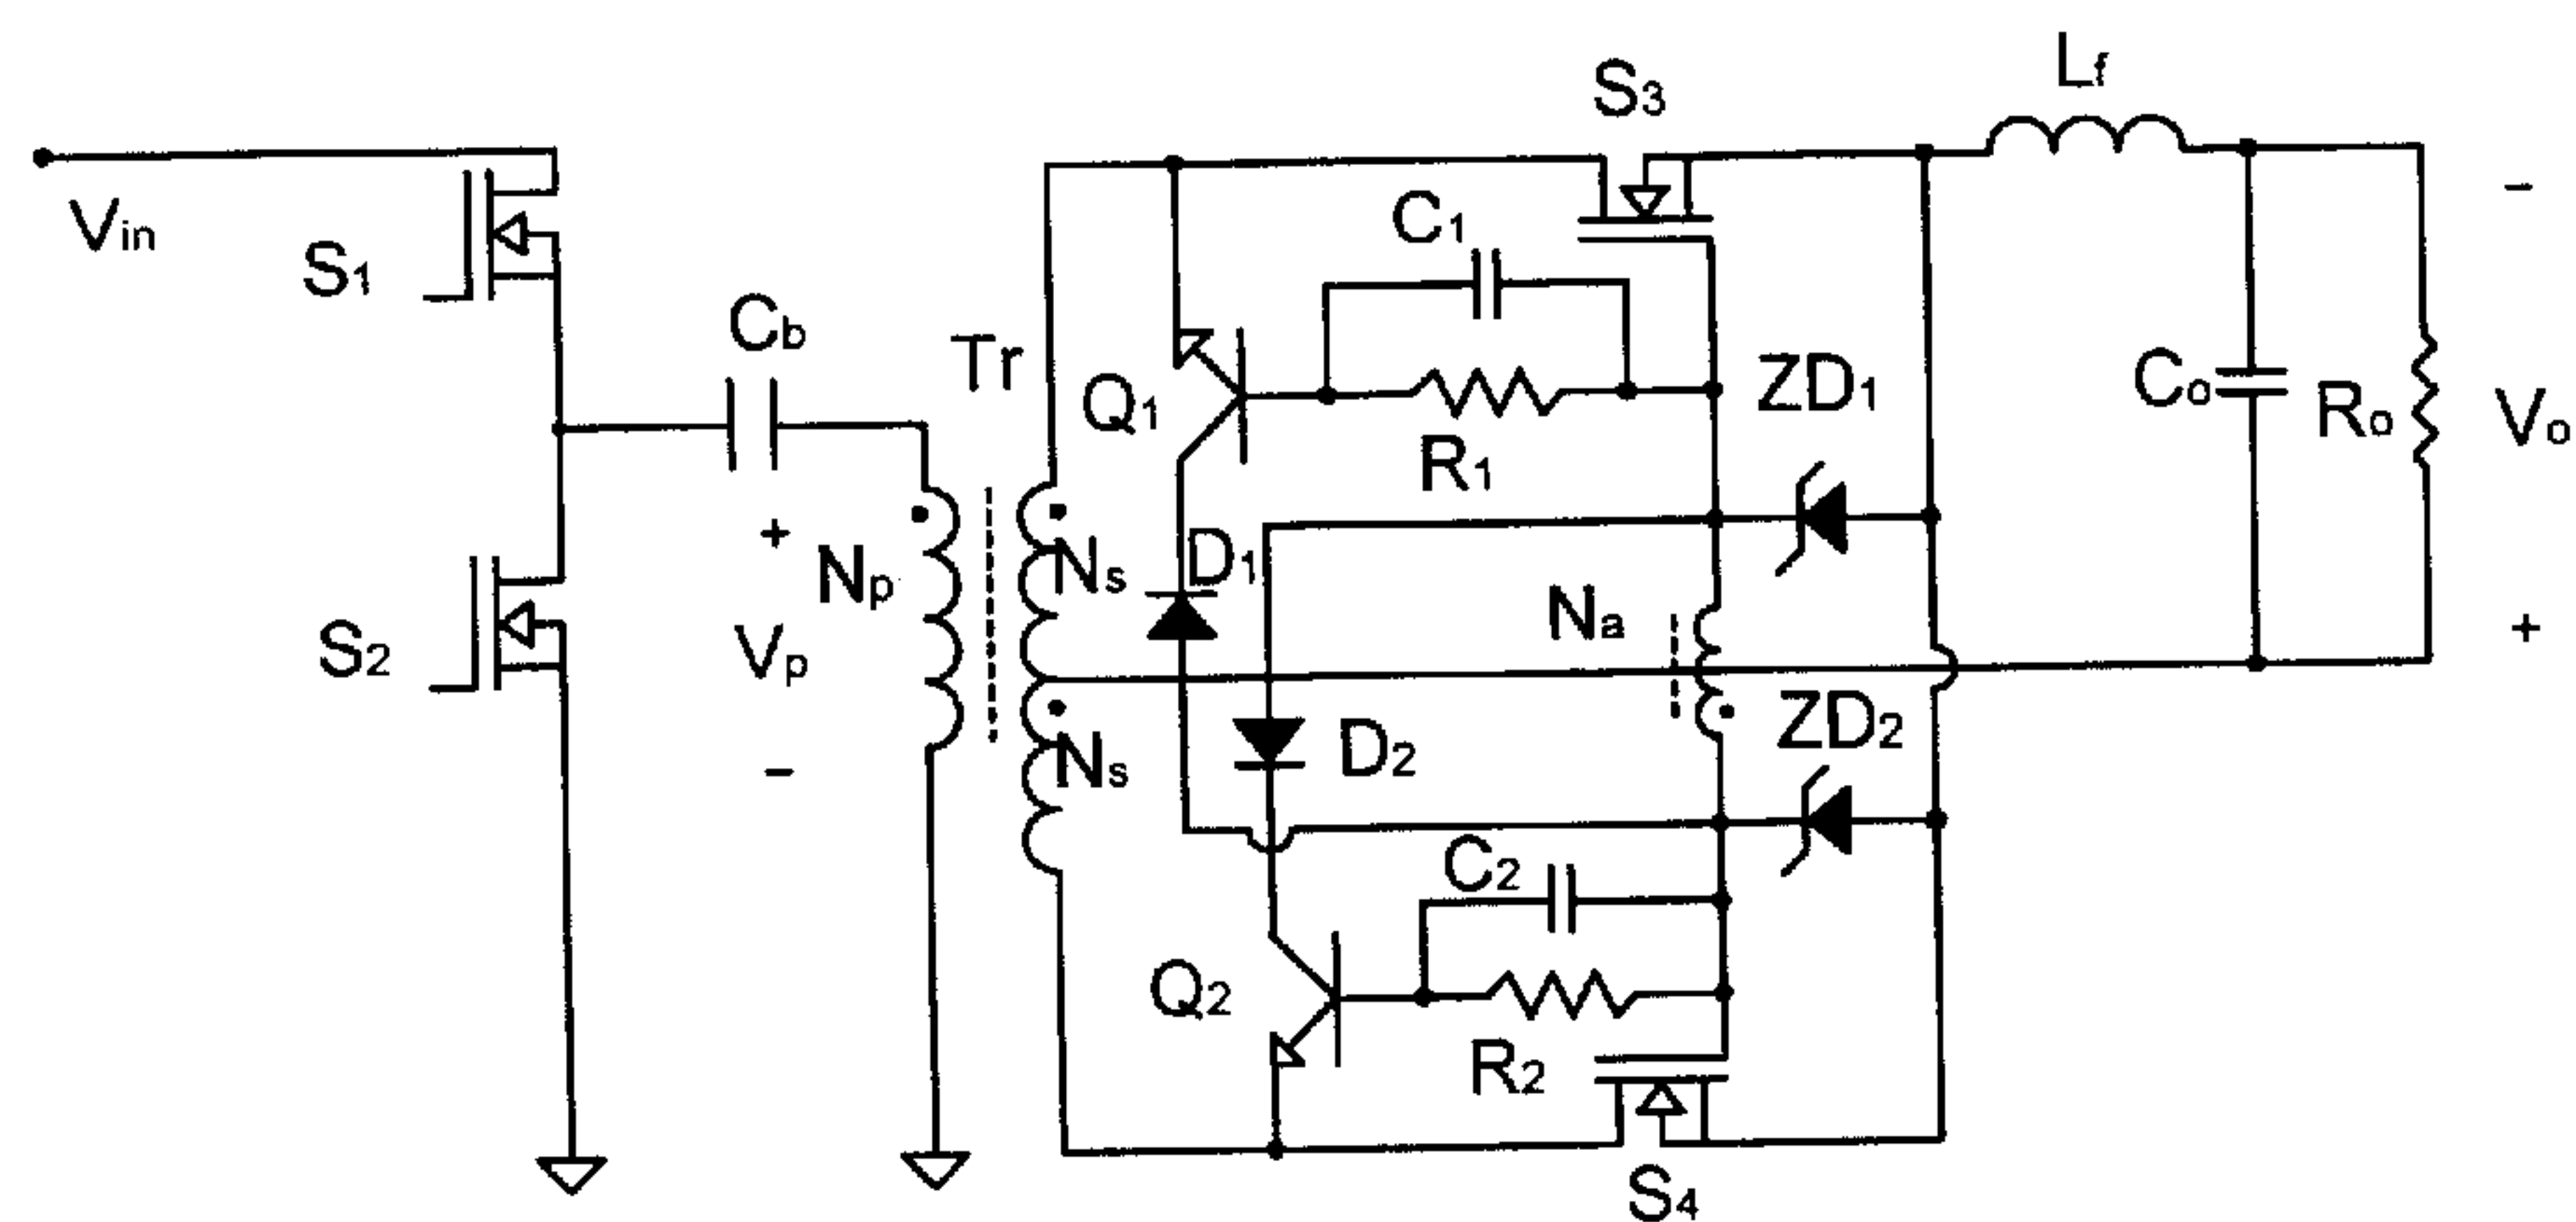 Lf
S3
Vin
S1
C1
Cb
Tr
Q1
R1
ZD1
Co
Ro
Vo
−
+
Np
Ns
D1
Na
S2
Vp
+
−
Ns
D2
ZD2
C2
Q2
R2
S4